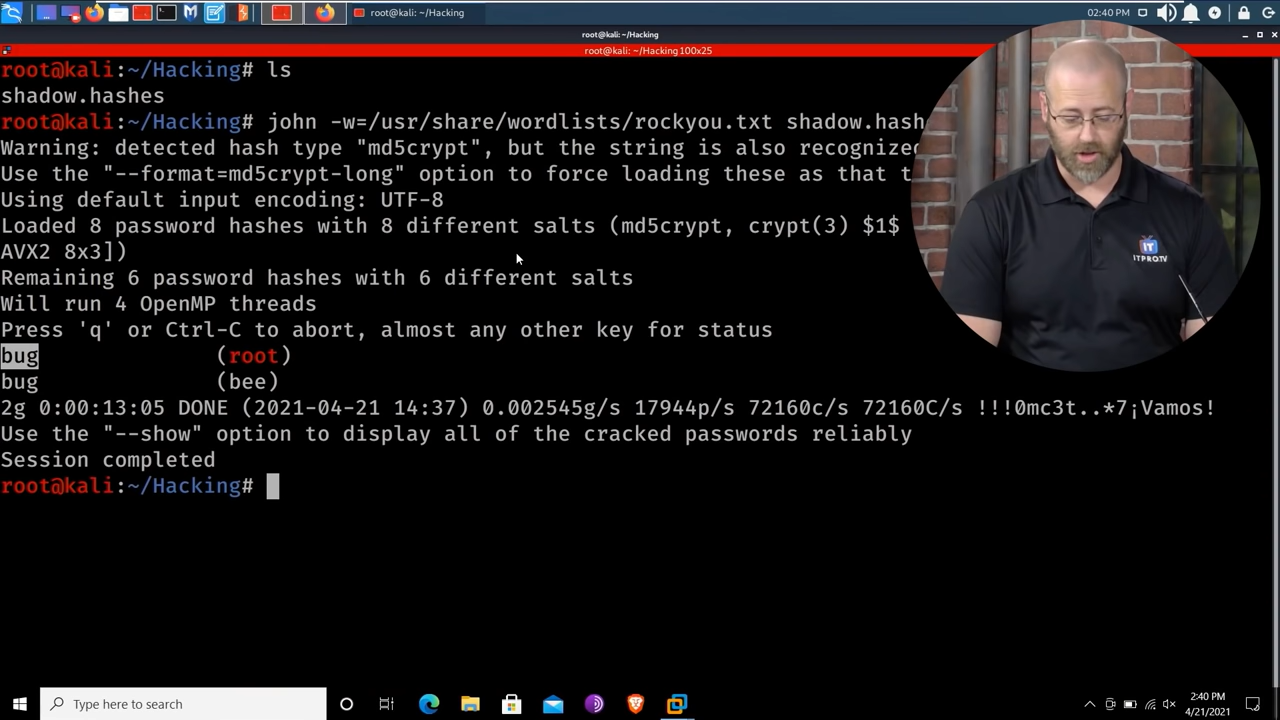 root@kali: ~/Hacking
02:40 PM
root@kali: ~/Hacking
root@kali: ~/Hacking100x25
root@kali:~/Hacking# ls
shadow.hashes
root@kali:~/Hacking# john -w=/usr/share/wordlists/rockyou.txt shadow.hash
Warning: detected hash type "md5crypt", but the string is also recognized
Use the "--format=md5crypt-long" option to force loading these as that t
Using default input encoding: UTF-8
Loaded 8 password hashes with 8 different salts (md5crypt, crypt(3) $1$
AVX2 8x3])
Remaining 6 password hashes with 6 different salts
Will run 4 OpenMP threads
Press 'q' or Ctrl-C to abort, almost any other key for status
bug (root)
bug (bee)
2g 0:00:13:05 DONE (2021-04-21 14:37) 0.002545g/s 17944p/s 72160c/s 72160C/s !!!0mc3t..*7¡Vamos!
Use the "--show" option to display all of the cracked passwords reliably
Session completed
root@kali:~/Hacking#
IT
ITPRO.TV
Type here to search
2:40 PM
4/21/2021